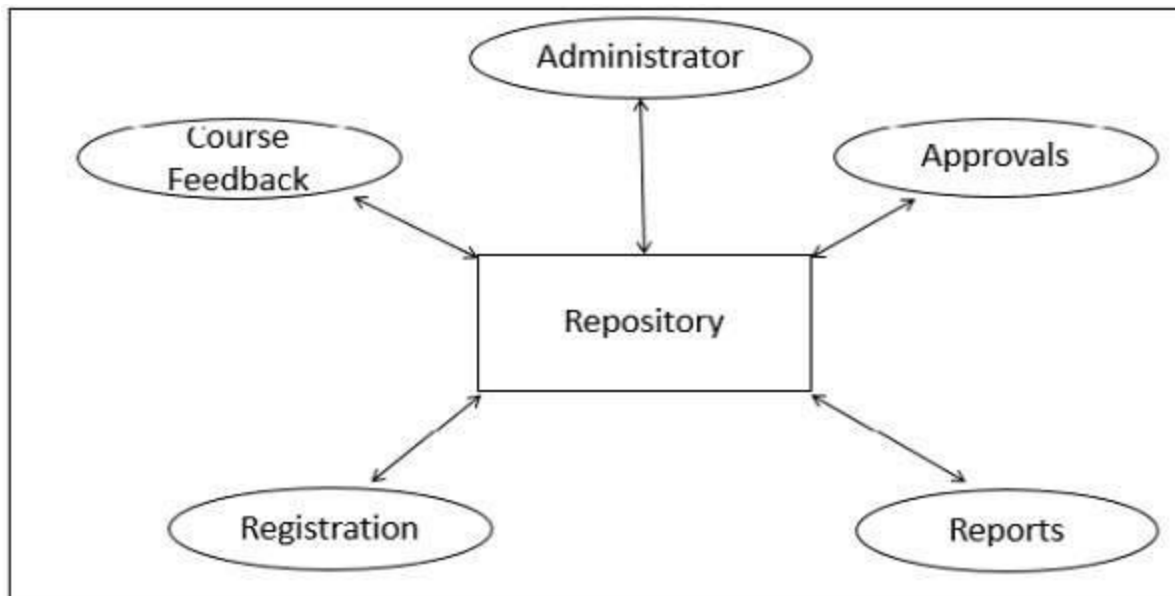 Administrator
Course
Feedback
Approvals
Repository
Registration
Reports